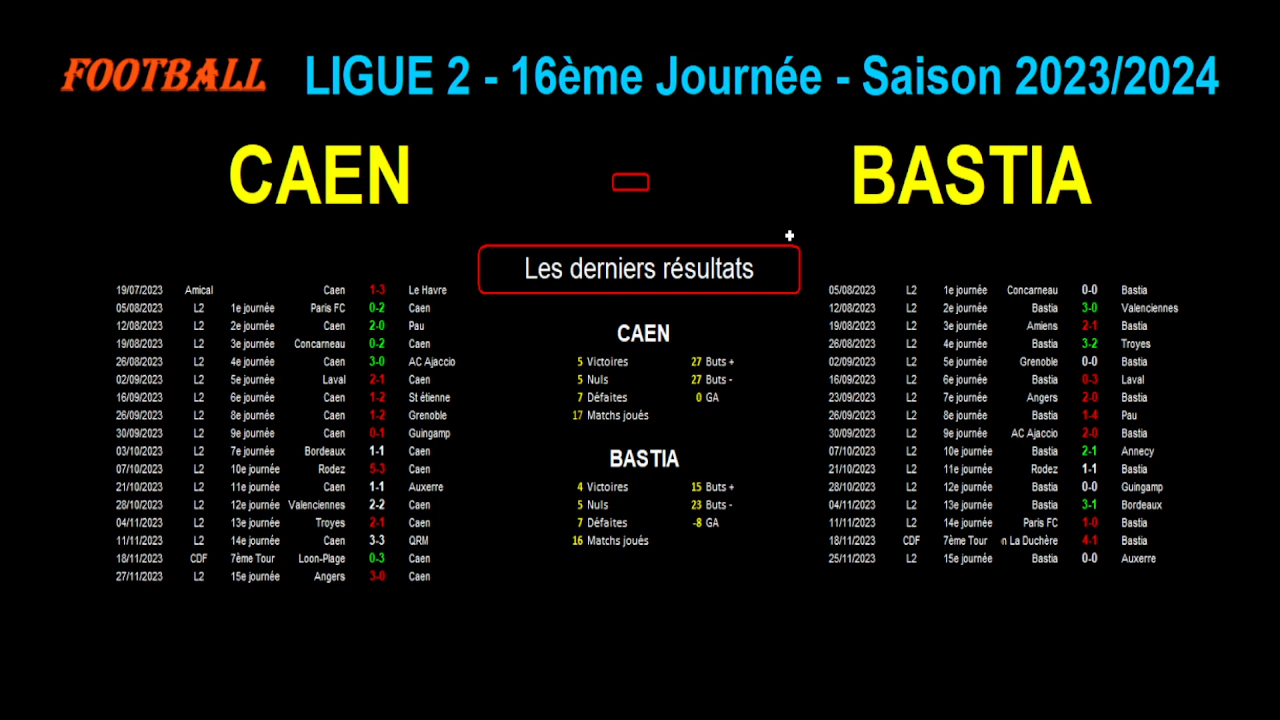 FOOTBALL LIGUE 2 - 16ème Journée - Saison 2023/2024
CAEN - BASTIA
Les derniers résultats
19/07/2023 Amical Caen 1-3 Le Havre
05/08/2023 L2 1e journée Paris FC 0-2 Caen
12/08/2023 L2 2e journée Caen 2-0 Pau
19/08/2023 L2 3e journée Concarneau 0-2 Caen
26/08/2023 L2 4e journée Caen 3-0 AC Ajaccio
02/09/2023 L2 5e journée Laval 2-1 Caen
16/09/2023 L2 6e journée Caen 1-2 St étienne
26/09/2023 L2 8e journée Caen 1-2 Grenoble
30/09/2023 L2 9e journée Caen 0-1 Guingamp
03/10/2023 L2 7e journée Bordeaux 1-1 Caen
07/10/2023 L2 10e journée Rodez 5-3 Caen
21/10/2023 L2 11e journée Caen 1-1 Auxerre
28/10/2023 L2 12e journée Valenciennes 2-2 Caen
04/11/2023 L2 13e journée Troyes 2-1 Caen
11/11/2023 L2 14e journée Caen 3-3 QRM
18/11/2023 CDF 7ème Tour Loon-Plage 0-3 Caen
27/11/2023 L2 15e journée Angers 3-0 Caen
CAEN
5 Victoires 27 Buts +
5 Nuls 27 Buts -
7 Défaites 0 GA
17 Matchs joués
BASTIA
4 Victoires 15 Buts +
5 Nuls 23 Buts -
7 Défaites -8 GA
16 Matchs joués
05/08/2023 L2 1e journée Concarneau 0-0 Bastia
12/08/2023 L2 2e journée Bastia 3-0 Valenciennes
19/08/2023 L2 3e journée Amiens 2-1 Bastia
26/08/2023 L2 4e journée Bastia 3-2 Troyes
02/09/2023 L2 5e journée Grenoble 0-0 Bastia
16/09/2023 L2 6e journée Bastia 0-3 Laval
23/09/2023 L2 7e journée Angers 2-0 Bastia
26/09/2023 L2 8e journée Bastia 1-4 Pau
30/09/2023 L2 9e journée AC Ajaccio 2-0 Bastia
07/10/2023 L2 10e journée Bastia 2-1 Annecy
21/10/2023 L2 11e journée Rodez 1-1 Bastia
28/10/2023 L2 12e journée Bastia 0-0 Guingamp
04/11/2023 L2 13e journée Bastia 3-1 Bordeaux
11/11/2023 L2 14e journée Paris FC 1-0 Bastia
18/11/2023 CDF 7ème Tour n La Duchère 4-1 Bastia
25/11/2023 L2 15e journée Bastia 0-0 Auxerre